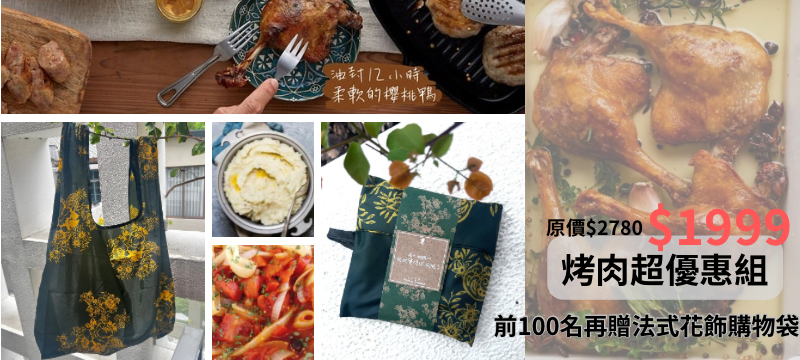 油封12小時
柔軟的櫻桃鴨
原價$2780 $1999
烤肉超優惠組
前100名再贈法式花飾購物袋